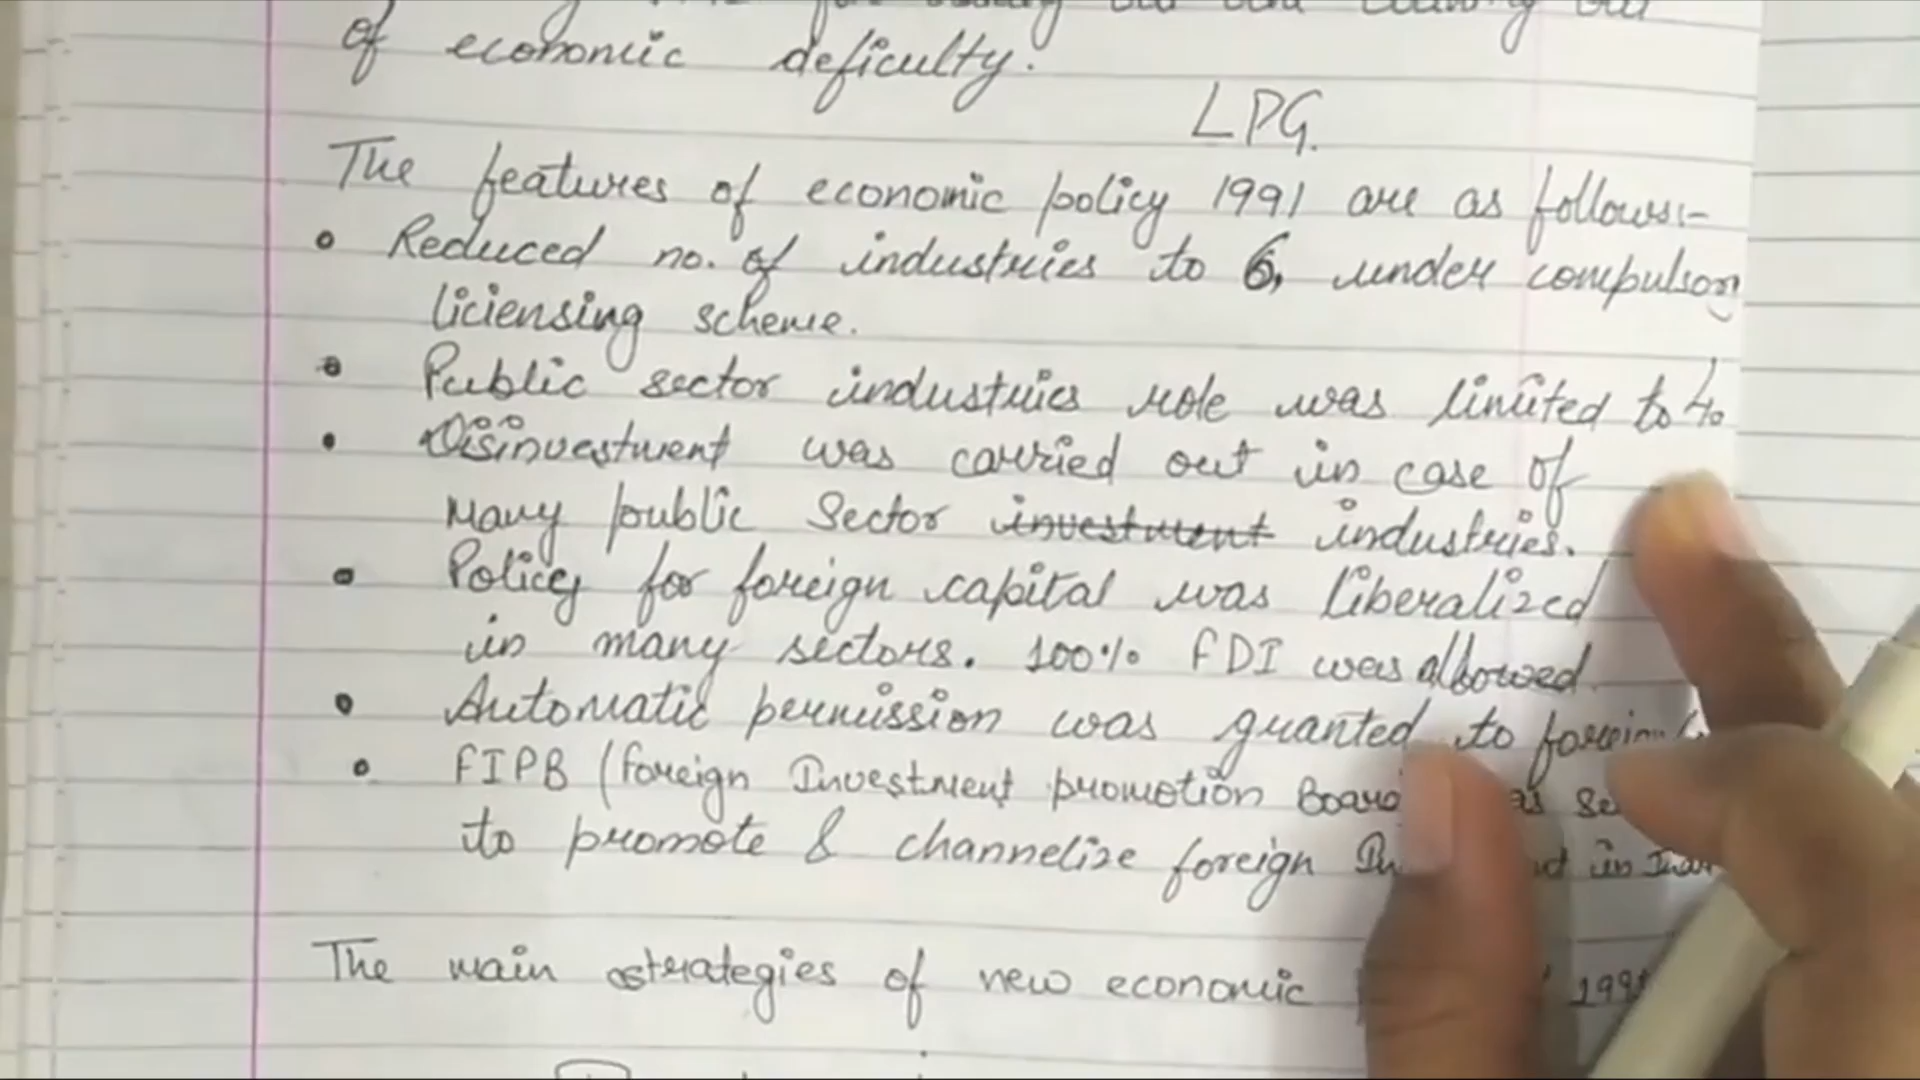 of economic deficulty.
LPG.
The features of economic policy 1991 are as follows:-
• Reduced no. of industries to 6, under compulsory
liciensing scheme.
• Public sector industries role was limited to 4.
• Disinvestment was carried out in case of
many public sector investment industries.
• Policy for foreign capital was liberalized
in many sectors. 100% FDI was allowed.
• Automatic permission was granted to
• FIPB (foreign Investment promotion Board
to promote & channelize foreign in
The main strategies of new economic